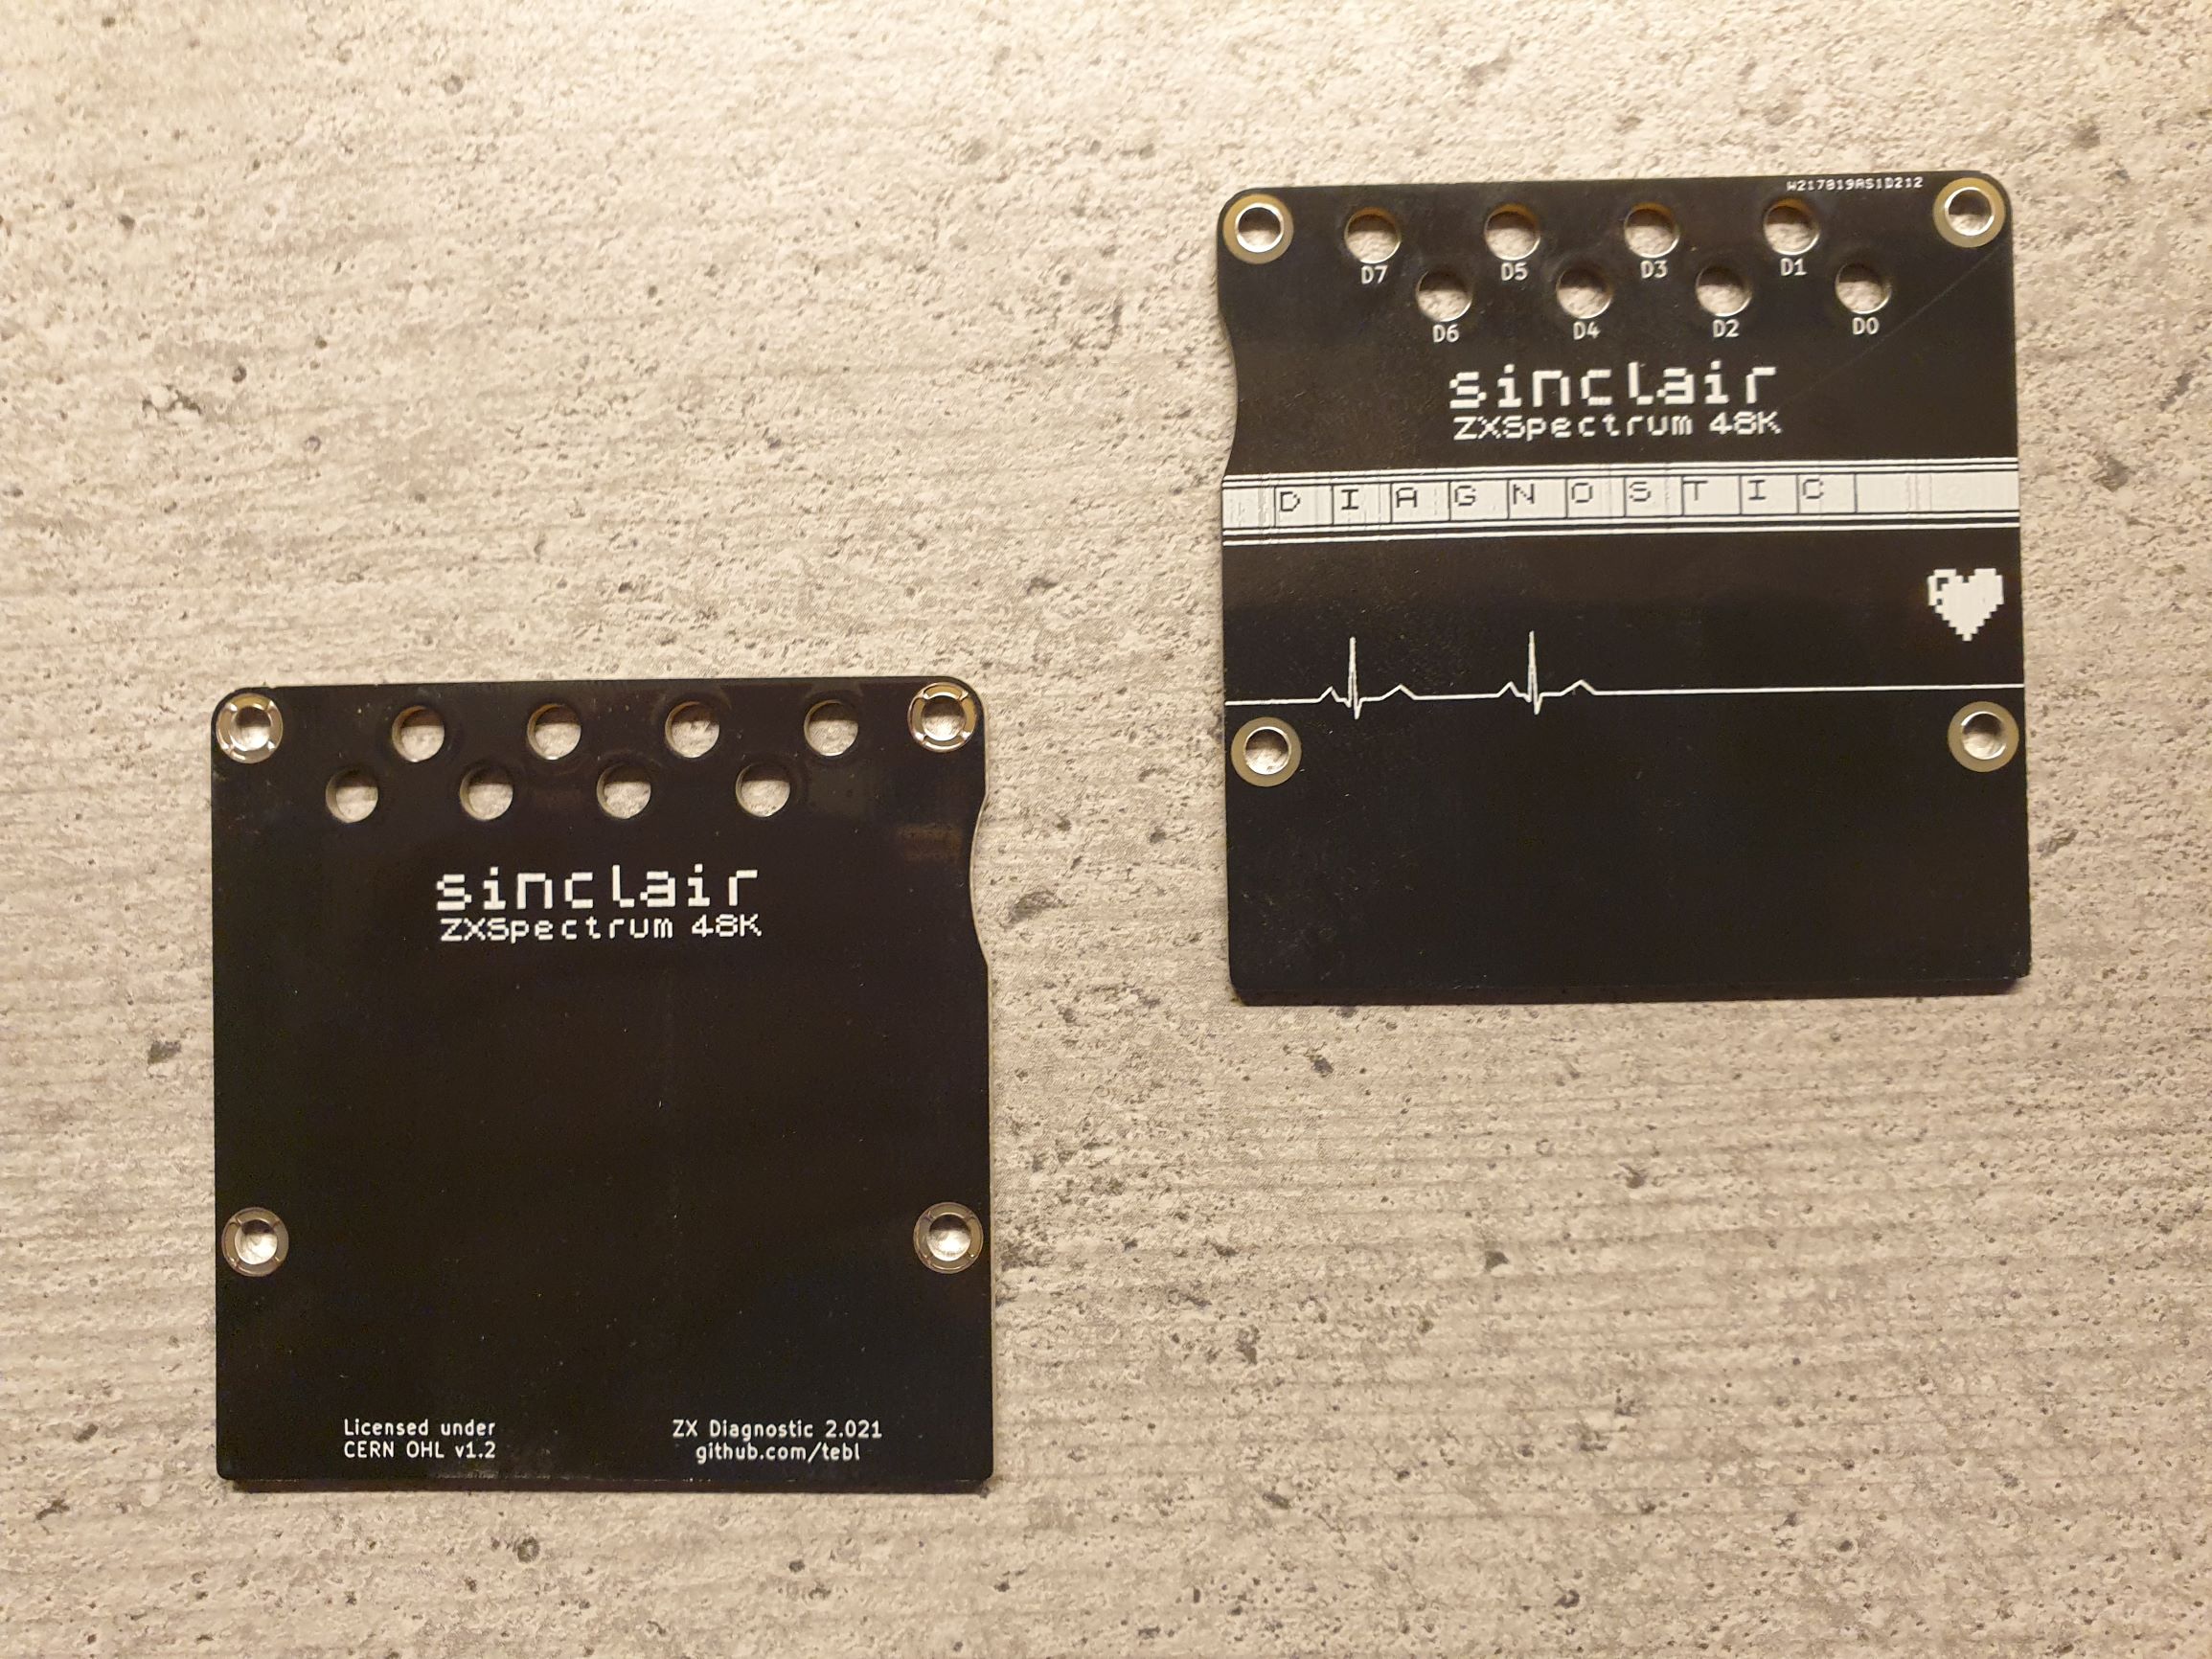 sinclair
ZXSpectrum 48K
Licensed under
CERN OHL v1.2
ZX Diagnostic 2.021
github.com/tebl
W217819AS1D212
D7 D5 D3 D1
D6 D4 D2 D0
sinclair
ZXSpectrum 48K
DIAGNOSTIC